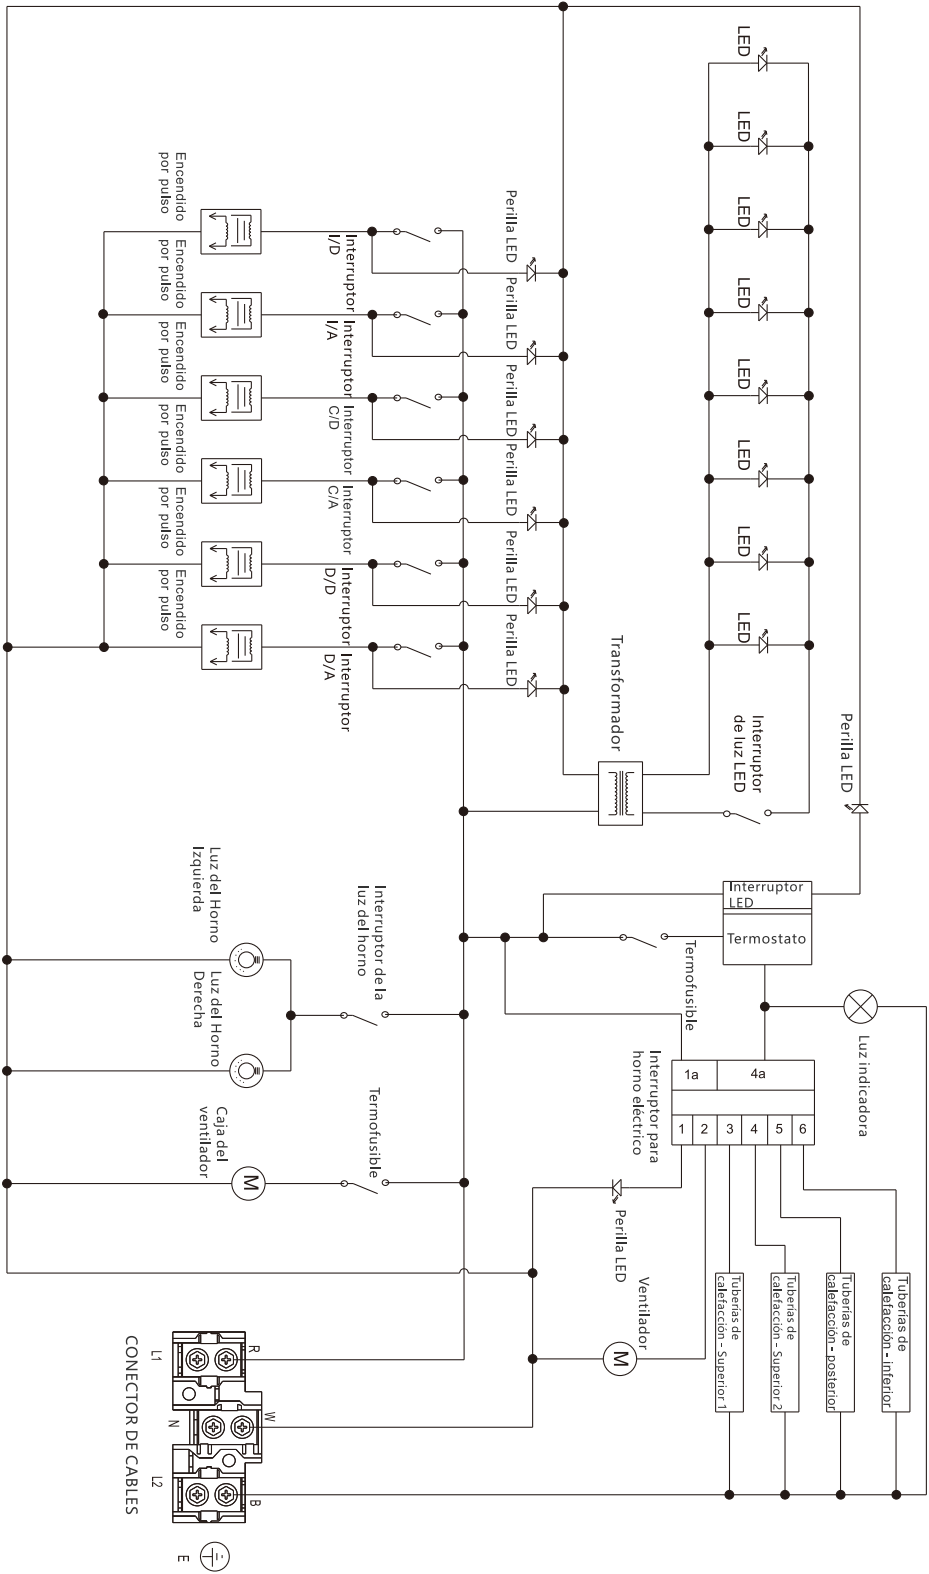 LED
LED
LED
LED
LED
LED
LED
LED
Interruptor
de luz LED
Perilla LED
Transformador
Perilla LED
Perilla LED
Perilla LED
Perilla LED
Perilla LED
Perilla LED
Interruptor
I/D
Interruptor
I/A
Interruptor
C/D
Interruptor
C/A
Interruptor
D/D
Interruptor
D/A
Encendido
por pulso
Encendido
por pulso
Encendido
por pulso
Encendido
por pulso
Encendido
por pulso
Encendido
por pulso
Interruptor
LED
Termostato
Termofusible
Luz indicadora
Interruptor de la
luz del horno
Luz del Horno
Izquierda
Luz del Horno
Derecha
Interruptor para
horno eléctrico
1a
4a
1
2
3
4
5
6
Termofusible
Caja del
ventilador
M
Perilla LED
Ventilador
M
Tuberías de
calefacción - Superior 1
Tuberías de
calefacción - Superior 2
Tuberías de
calefacción - posterior
Tuberías de
calefacción - inferior
R
W
B
L1
N
L2
CONECTOR DE CABLES
E